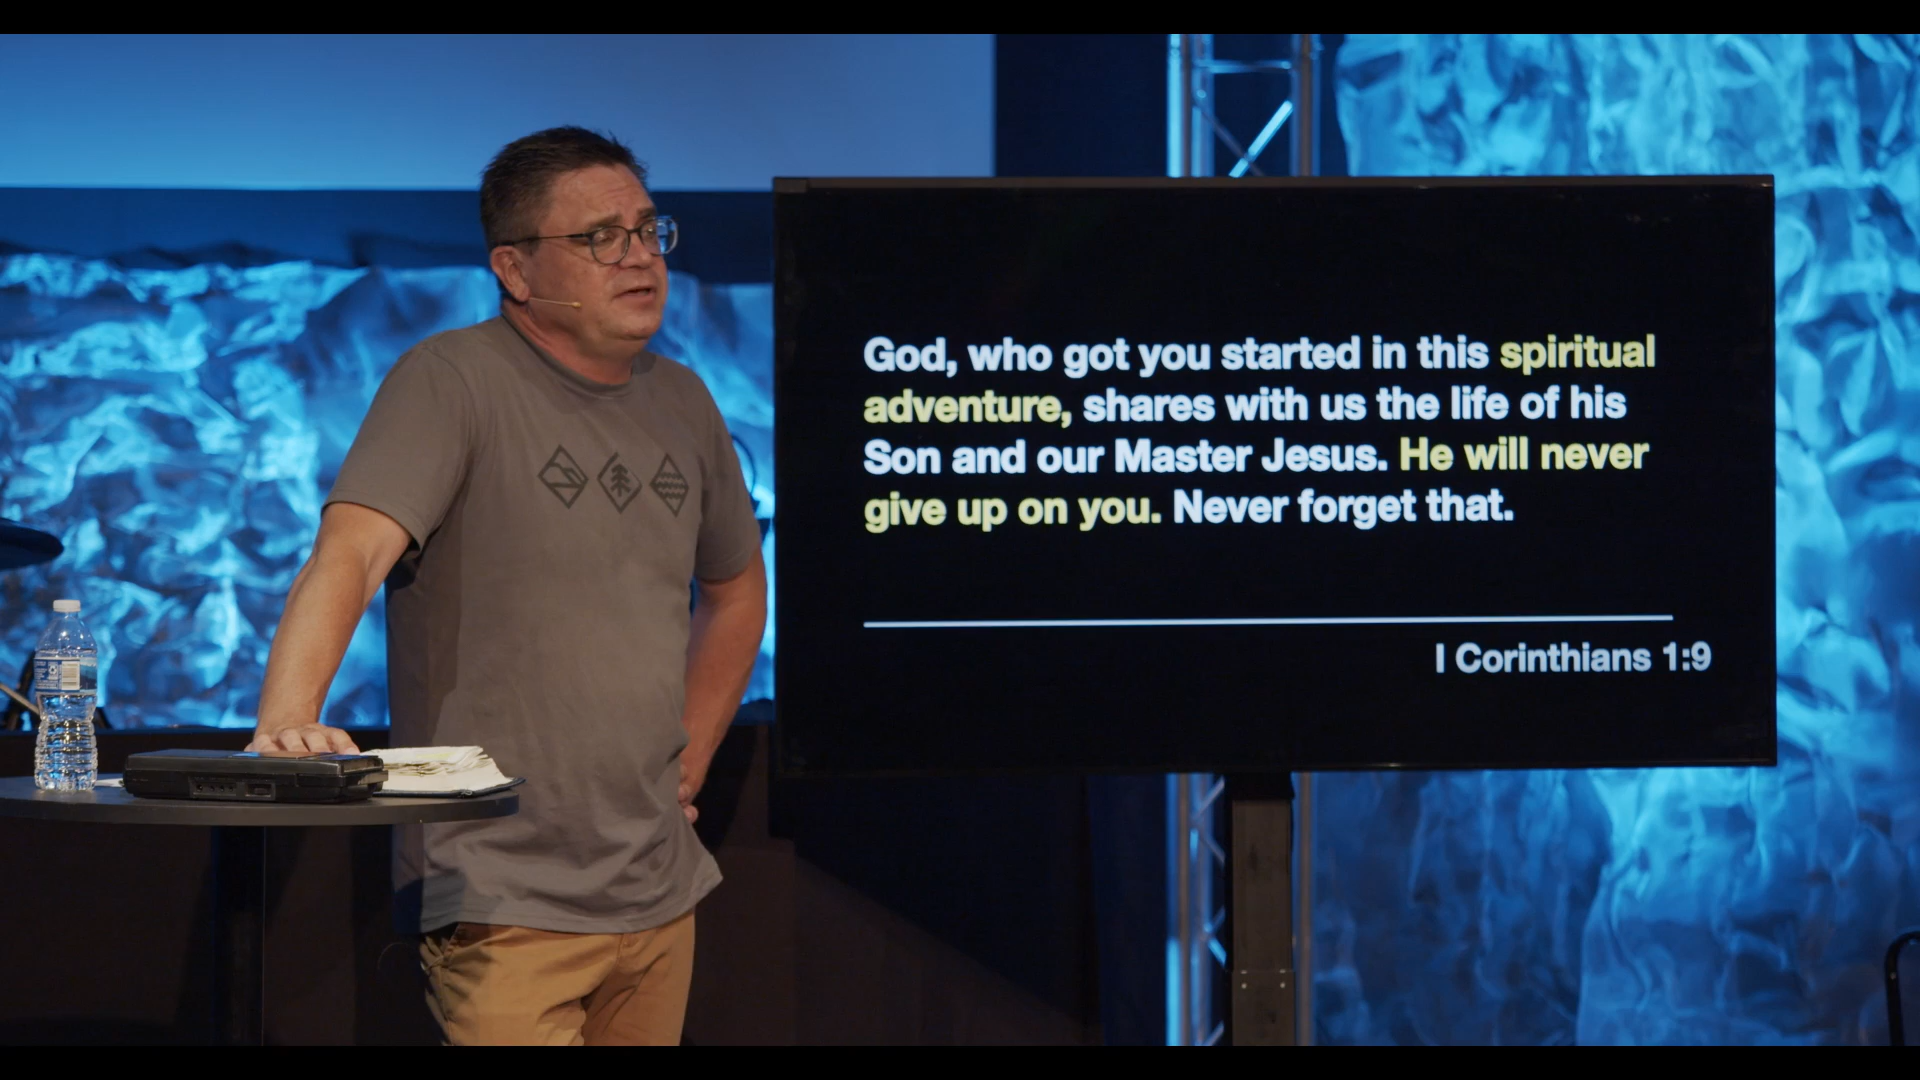 God, who got you started in this spiritual
adventure, shares with us the life of his
Son and our Master Jesus. He will never
give up on you. Never forget that.
I Corinthians 1:9